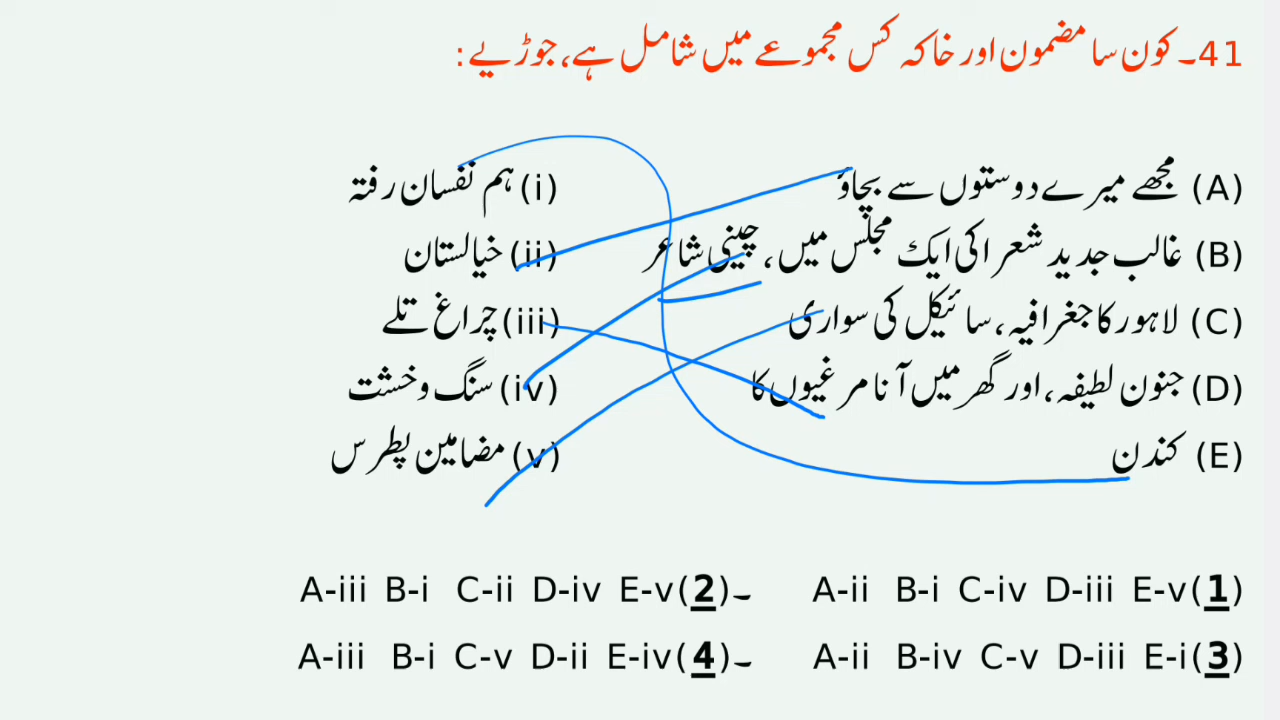 41۔ کون سا مضمون اور خاکہ کس مجموعے میں شامل ہے، جوڑیے :
(A) مجھے میرے دوستوں سے بچاؤ (i) ہم نفسان رفتہ
(B) غالب جدید شعرا کی ایک مجلس میں، چینی شاعر (ii) خیالستان
(C) لاہور کا جغرافیہ، سائیکل کی سواری (iii) چراغ تلے
(D) جنون لطیفہ، اور گھر میں آنا مرغیوں کا (iv) سنگ و خشت
(E) کندن (v) مضامین پطرس
(1) A-ii B-i C-iv D-iii E-v ۔(2) A-iii B-i C-ii D-iv E-v
(3) A-ii B-iv C-v D-iii E-i ۔(4) A-iii B-i C-v D-ii E-iv